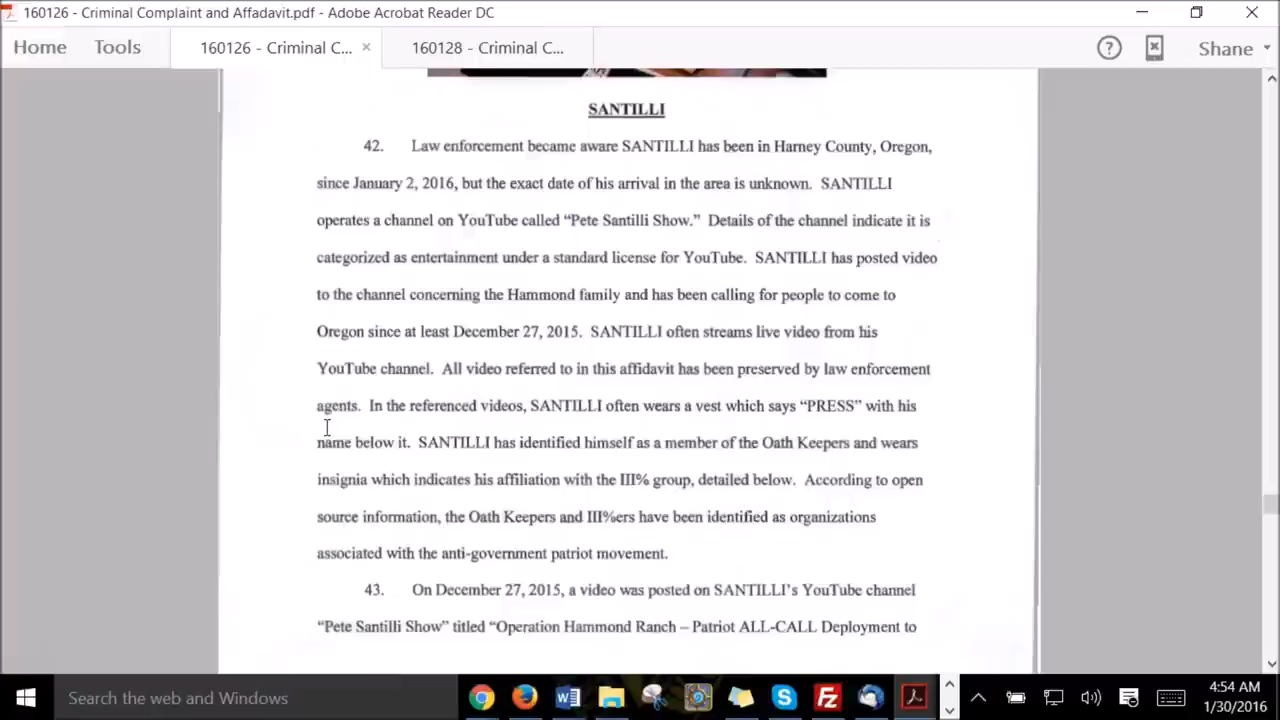 160126 - Criminal Complaint and Affadavit.pdf - Adobe Acrobat Reader DC
Home Tools 160126 - Criminal C... × 160128 - Criminal C... Shane
SANTILLI
42. Law enforcement became aware SANTILLI has been in Harney County, Oregon,
since January 2, 2016, but the exact date of his arrival in the area is unknown. SANTILLI
operates a channel on YouTube called “Pete Santilli Show.” Details of the channel indicate it is
categorized as entertainment under a standard license for YouTube. SANTILLI has posted video
to the channel concerning the Hammond family and has been calling for people to come to
Oregon since at least December 27, 2015. SANTILLI often streams live video from his
YouTube channel. All video referred to in this affidavit has been preserved by law enforcement
agents. In the referenced videos, SANTILLI often wears a vest which says “PRESS” with his
name below it. SANTILLI has identified himself as a member of the Oath Keepers and wears
insignia which indicates his affiliation with the III% group, detailed below. According to open
source information, the Oath Keepers and III%ers have been identified as organizations
associated with the anti-government patriot movement.
43. On December 27, 2015, a video was posted on SANTILLI’s YouTube channel
“Pete Santilli Show” titled “Operation Hammond Ranch – Patriot ALL-CALL Deployment to
Search the web and Windows
4:54 AM
1/30/2016